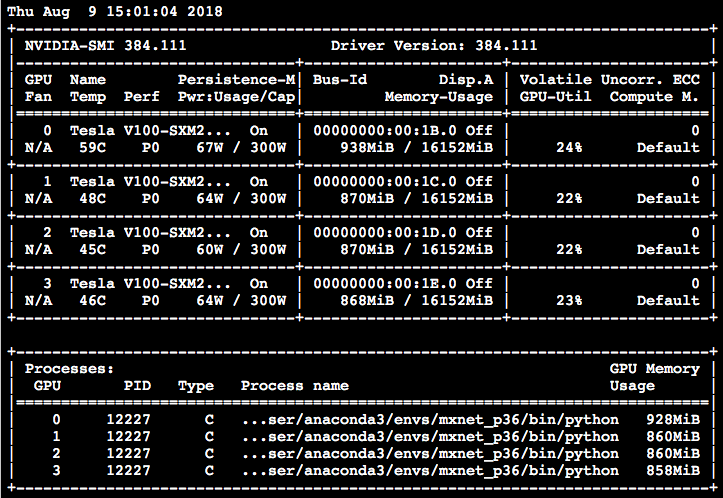 Thu Aug  9 15:01:04 2018
+-----------------------------------------------------------------------------+
| NVIDIA-SMI 384.111                Driver Version: 384.111                   |
|-------------------------------+----------------------+----------------------+
| GPU  Name        Persistence-M| Bus-Id        Disp.A | Volatile Uncorr. ECC |
| Fan  Temp  Perf  Pwr:Usage/Cap|         Memory-Usage | GPU-Util  Compute M. |
|===============================+======================+======================|
|   0  Tesla V100-SXM2...  On   | 00000000:00:1B.0 Off |                    0 |
| N/A   59C    P0    67W / 300W |    938MiB / 16152MiB |     24%      Default |
+-------------------------------+----------------------+----------------------+
|   1  Tesla V100-SXM2...  On   | 00000000:00:1C.0 Off |                    0 |
| N/A   48C    P0    64W / 300W |    870MiB / 16152MiB |     22%      Default |
+-------------------------------+----------------------+----------------------+
|   2  Tesla V100-SXM2...  On   | 00000000:00:1D.0 Off |                    0 |
| N/A   45C    P0    60W / 300W |    870MiB / 16152MiB |     22%      Default |
+-------------------------------+----------------------+----------------------+
|   3  Tesla V100-SXM2...  On   | 00000000:00:1E.0 Off |                    0 |
| N/A   46C    P0    64W / 300W |    868MiB / 16152MiB |     23%      Default |
+-------------------------------+----------------------+----------------------+

+-----------------------------------------------------------------------------+
| Processes:                                                       GPU Memory |
|  GPU       PID   Type   Process name                             Usage      |
|=============================================================================|
|    0     12227      C   ...ser/anaconda3/envs/mxnet_p36/bin/python   928MiB |
|    1     12227      C   ...ser/anaconda3/envs/mxnet_p36/bin/python   860MiB |
|    2     12227      C   ...ser/anaconda3/envs/mxnet_p36/bin/python   860MiB |
|    3     12227      C   ...ser/anaconda3/envs/mxnet_p36/bin/python   858MiB |
+-----------------------------------------------------------------------------+